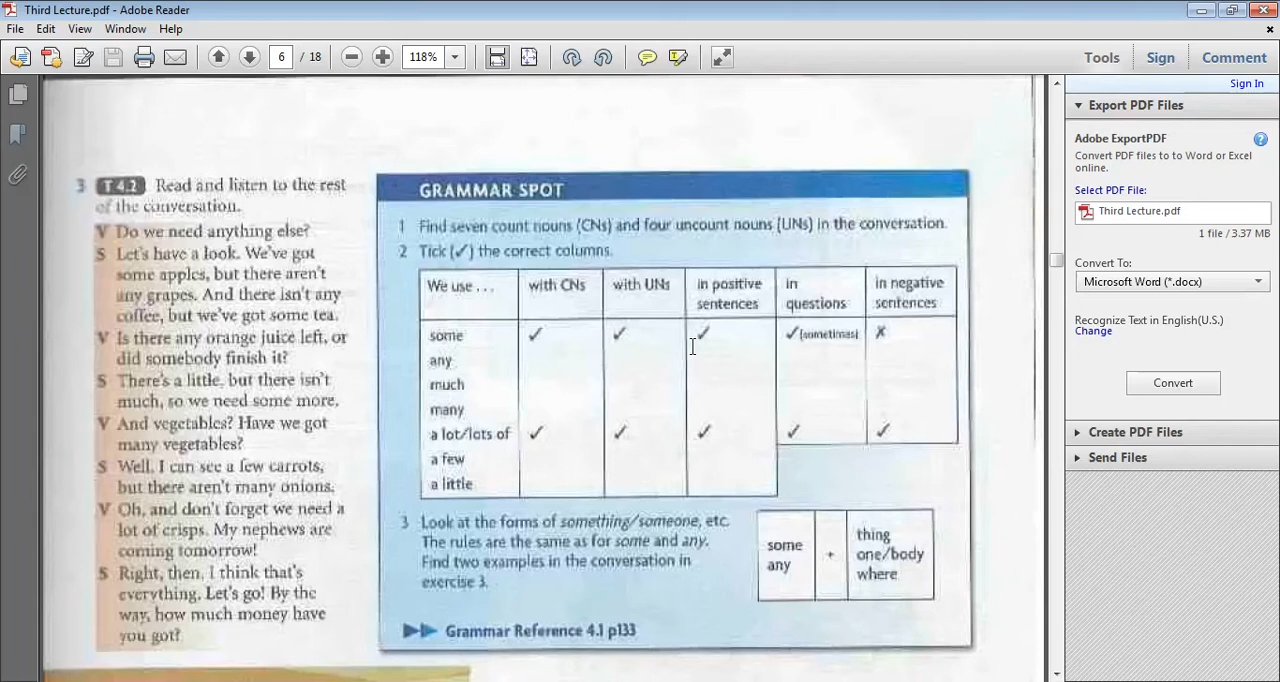 Third Lecture.pdf - Adobe Reader
File Edit View Window Help
6 / 18 118% Tools Sign Comment
Sign In
Export PDF Files
Adobe ExportPDF
Convert PDF files to to Word or Excel
online.
Select PDF File:
Third Lecture.pdf
1 file / 3.37 MB
Convert To:
Microsoft Word (*.docx)
Recognize Text in English(U.S.)
Change
Convert
Create PDF Files
Send Files
3 T 4.2 Read and listen to the rest
of the conversation.
V Do we need anything else?
S Let's have a look. We've got
some apples, but there aren't
any grapes. And there isn't any
coffee, but we've got some tea.
V Is there any orange juice left, or
did somebody finish it?
S There's a little, but there isn't
much, so we need some more.
V And vegetables? Have we got
many vegetables?
S Well, I can see a few carrots,
but there aren't many onions.
V Oh, and don't forget we need a
lot of crisps. My nephews are
coming tomorrow!
S Right, then. I think that's
everything. Let's go! By the
way, how much money have
you got?
GRAMMAR SPOT
1 Find seven count nouns (CNs) and four uncount nouns (UNs) in the conversation.
2 Tick (✓) the correct columns.
We use . . . with CNs with UNs in positive sentences in questions in negative sentences
some ✓ ✓ ✓ ✓ (sometimes) ✗
any
much
many
a lot/lots of ✓ ✓ ✓ ✓ ✓
a few
a little
3 Look at the forms of something/someone, etc.
The rules are the same as for some and any.
Find two examples in the conversation in
exercise 3.
some
any
+
thing
one/body
where
Grammar Reference 4.1 p133